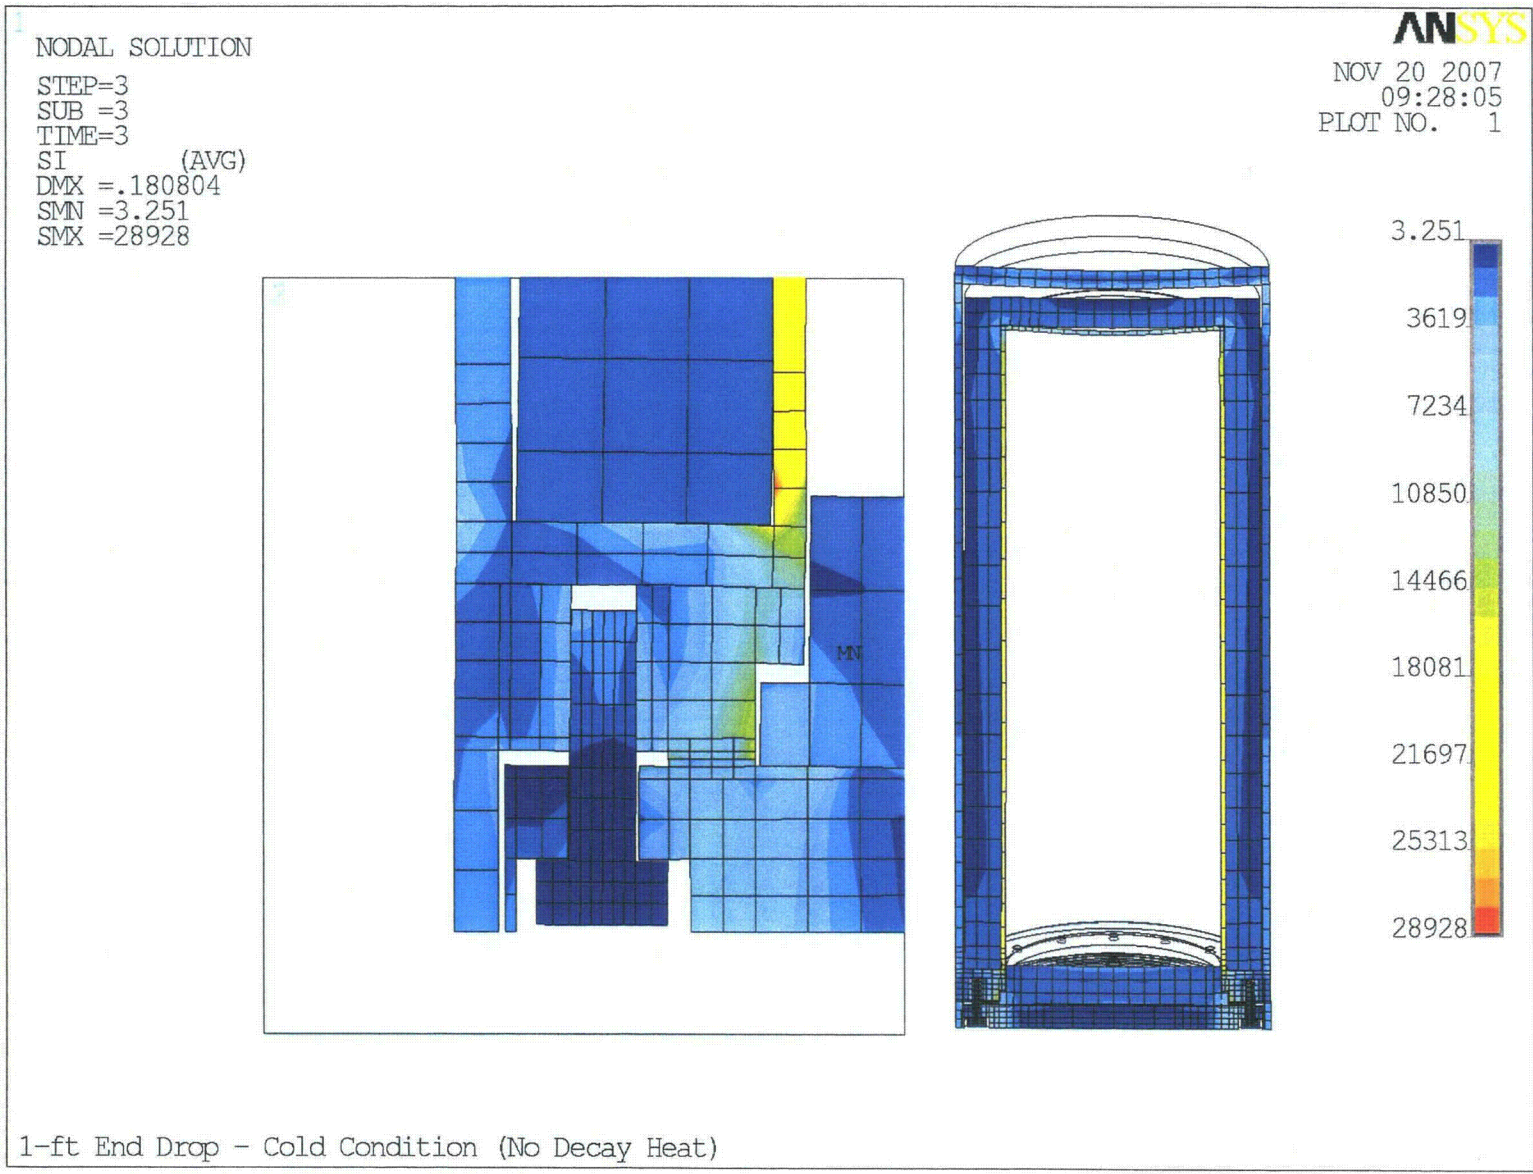 1
NODAL SOLUTION
STEP=3
SUB =3
TIME=3
SI (AVG)
DMX =.180804
SMN =3.251
SMX =28928
ANSYS
NOV 20 2007
09:28:05
PLOT NO. 1
MN
3.251
3619
7234
10850
14466
18081
21697
25313
28928
1-ft End Drop - Cold Condition (No Decay Heat)